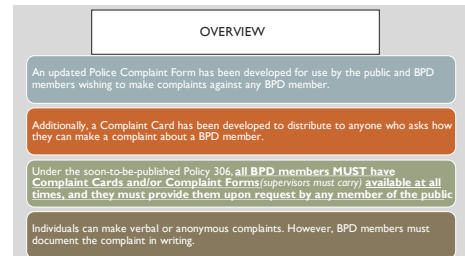 OVERVIEW
An updated Police Complaint Form has been developed for use by the public and BPD
members wishing to make complaints against any BPD member.
Additionally, a Complaint Card has been developed to distribute to anyone who asks how
they can make a complaint about a BPD member.
Under the soon-to-be-published Policy 306, all BPD members MUST have
Complaint Cards and/or Complaint Forms(supervisors must carry) available at all
times, and they must provide them upon request by any member of the public
Individuals can make verbal or anonymous complaints. However, BPD members must
document the complaint in writing.